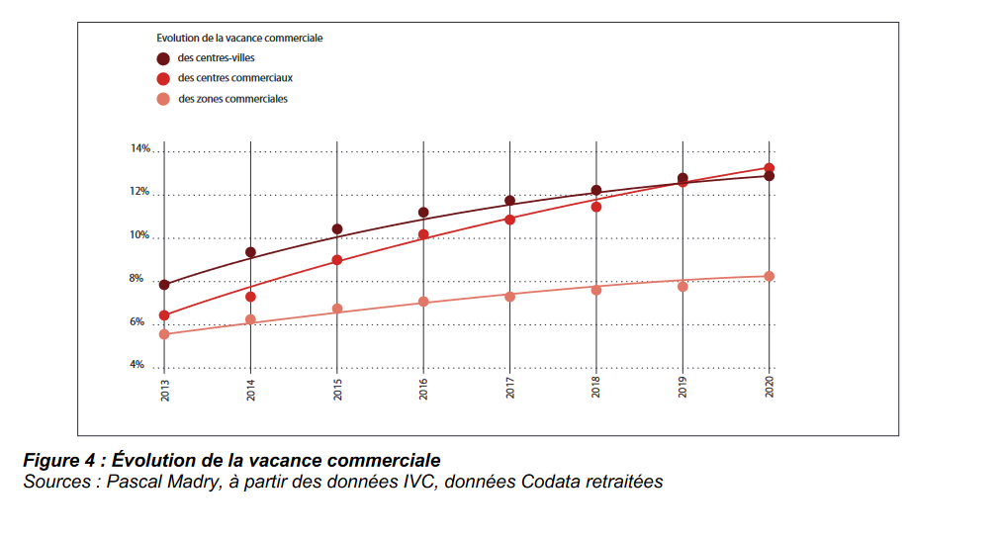 Evolution de la vacance commerciale
des centres-villes
des centres commerciaux
des zones commerciales
14%
12%
10%
8%
6%
4%
2013 2014 2015 2016 2017 2018 2019 2020
Figure 4 : Évolution de la vacance commerciale
Sources : Pascal Madry, à partir des données IVC, données Codata retraitées